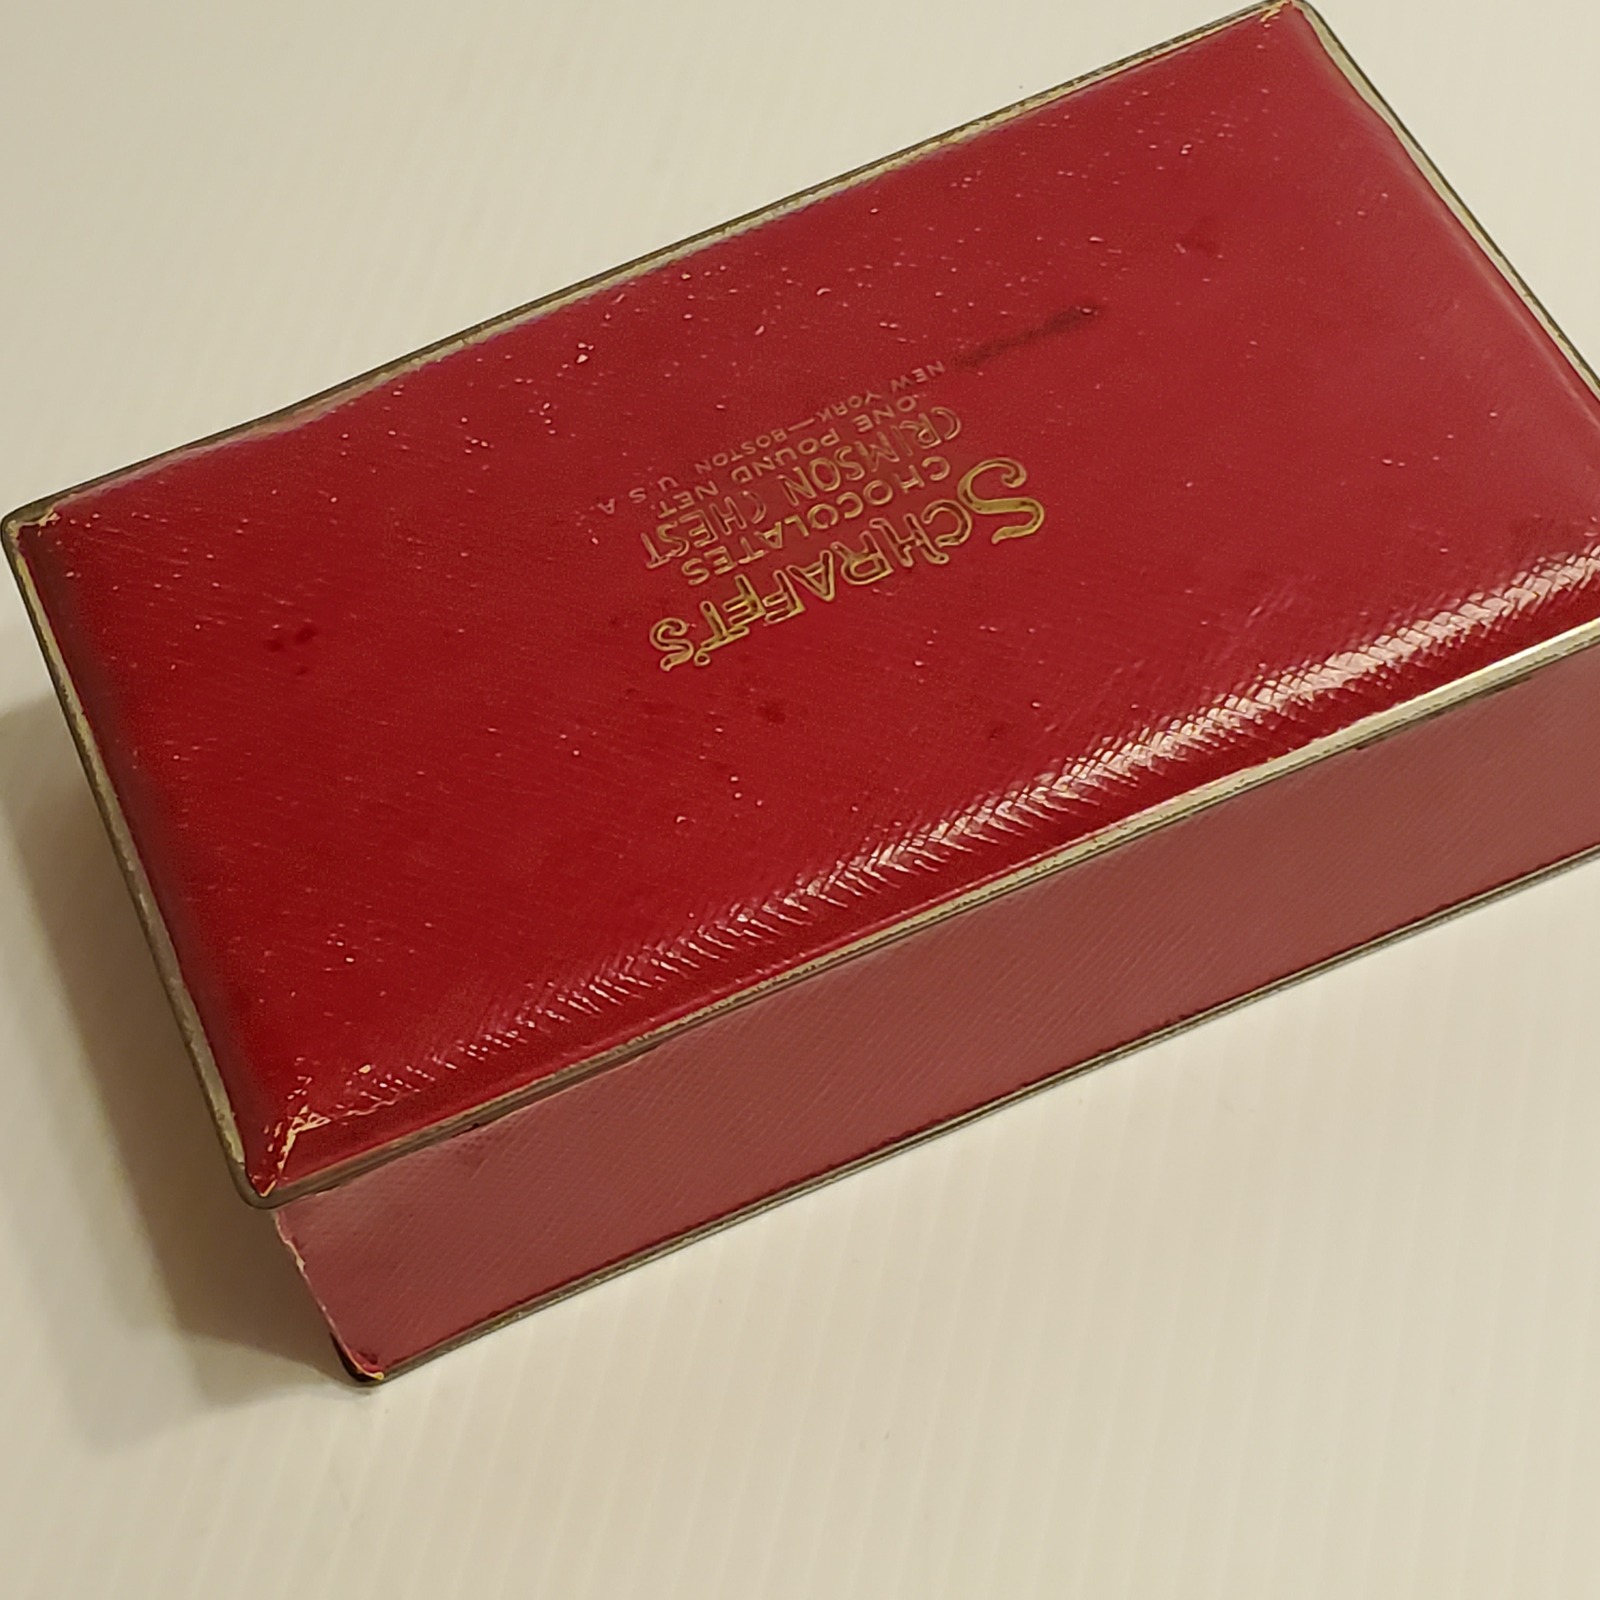 SCHRAFFT'S
CHOCOLATES
CRIMSON CHEST
ONE POUND NET.
NEW YORK—BOSTON U.S.A.